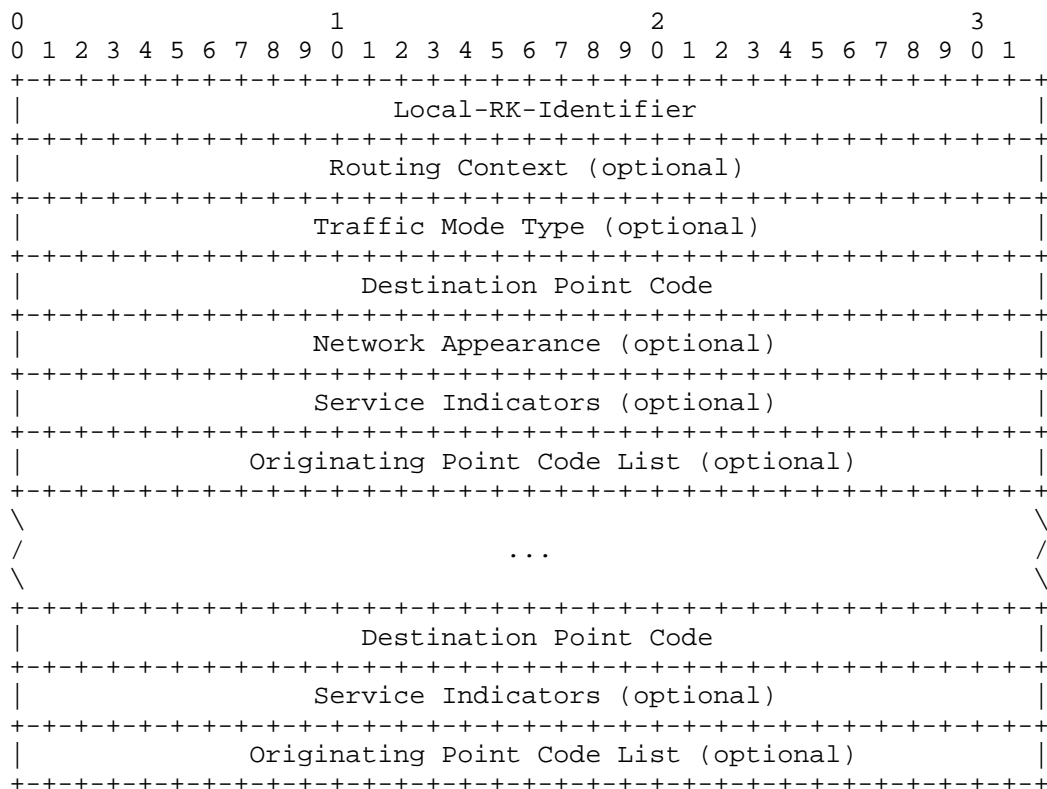 0                   1                   2                   3
0 1 2 3 4 5 6 7 8 9 0 1 2 3 4 5 6 7 8 9 0 1 2 3 4 5 6 7 8 9 0 1
+-+-+-+-+-+-+-+-+-+-+-+-+-+-+-+-+-+-+-+-+-+-+-+-+-+-+-+-+-+-+-+-+
|                       Local-RK-Identifier                     |
+-+-+-+-+-+-+-+-+-+-+-+-+-+-+-+-+-+-+-+-+-+-+-+-+-+-+-+-+-+-+-+-+
|                   Routing Context (optional)                  |
+-+-+-+-+-+-+-+-+-+-+-+-+-+-+-+-+-+-+-+-+-+-+-+-+-+-+-+-+-+-+-+-+
|                  Traffic Mode Type (optional)                 |
+-+-+-+-+-+-+-+-+-+-+-+-+-+-+-+-+-+-+-+-+-+-+-+-+-+-+-+-+-+-+-+-+
|                     Destination Point Code                    |
+-+-+-+-+-+-+-+-+-+-+-+-+-+-+-+-+-+-+-+-+-+-+-+-+-+-+-+-+-+-+-+-+
|                  Network Appearance (optional)                |
+-+-+-+-+-+-+-+-+-+-+-+-+-+-+-+-+-+-+-+-+-+-+-+-+-+-+-+-+-+-+-+-+
|                  Service Indicators (optional)                |
+-+-+-+-+-+-+-+-+-+-+-+-+-+-+-+-+-+-+-+-+-+-+-+-+-+-+-+-+-+-+-+-+
|              Originating Point Code List (optional)           |
+-+-+-+-+-+-+-+-+-+-+-+-+-+-+-+-+-+-+-+-+-+-+-+-+-+-+-+-+-+-+-+-+
\                                                               \
/                              ...                              /
\                                                               \
+-+-+-+-+-+-+-+-+-+-+-+-+-+-+-+-+-+-+-+-+-+-+-+-+-+-+-+-+-+-+-+-+
|                     Destination Point Code                    |
+-+-+-+-+-+-+-+-+-+-+-+-+-+-+-+-+-+-+-+-+-+-+-+-+-+-+-+-+-+-+-+-+
|                  Service Indicators (optional)                |
+-+-+-+-+-+-+-+-+-+-+-+-+-+-+-+-+-+-+-+-+-+-+-+-+-+-+-+-+-+-+-+-+
|              Originating Point Code List (optional)           |
+-+-+-+-+-+-+-+-+-+-+-+-+-+-+-+-+-+-+-+-+-+-+-+-+-+-+-+-+-+-+-+-+